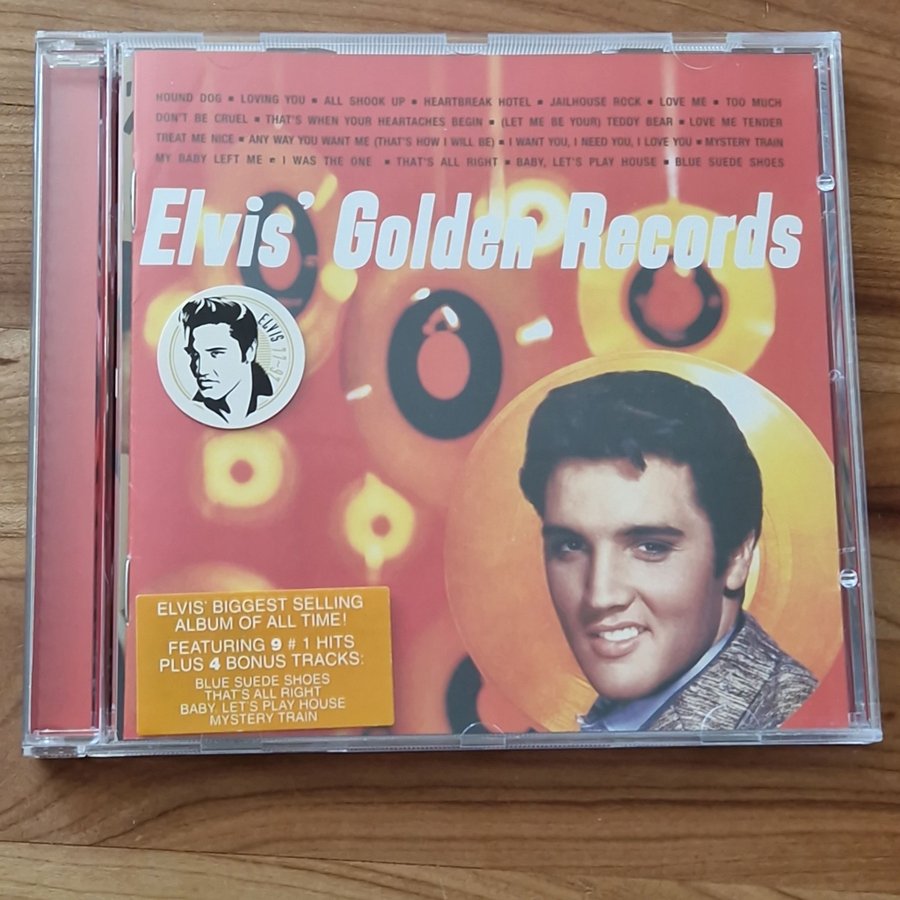 HOUND DOG ▪ LOVING YOU ▪ ALL SHOOK UP ▪ HEARTBREAK HOTEL ▪ JAILHOUSE ROCK ▪ LOVE ME ▪ TOO MUCH
DON'T BE CRUEL ▪ THAT'S WHEN YOUR HEARTACHES BEGIN ▪ (LET ME BE YOUR) TEDDY BEAR ▪ LOVE ME TENDER
TREAT ME NICE ▪ ANY WAY YOU WANT ME (THAT'S HOW I WILL BE) ▪ I WANT YOU, I NEED YOU, I LOVE YOU ▪ MYSTERY TRAIN
MY BABY LEFT ME ▪ I WAS THE ONE ▪ THAT'S ALL RIGHT ▪ BABY, LET'S PLAY HOUSE ▪ BLUE SUEDE SHOES
Elvis' Golden Records
ELVIS 77-97
ELVIS' BIGGEST SELLING
ALBUM OF ALL TIME!
FEATURING 9 # 1 HITS
PLUS 4 BONUS TRACKS:
BLUE SUEDE SHOES
THAT'S ALL RIGHT
BABY, LET'S PLAY HOUSE
MYSTERY TRAIN